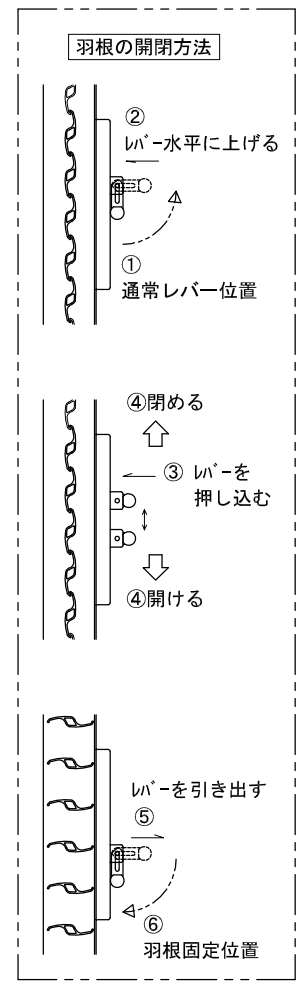 羽根の開閉方法
②
ﾚﾊﾞｰ水平に上げる
①
通常レバー位置
④閉める
③ ﾚﾊﾞｰを
押し込む
④開ける
ﾚﾊﾞｰを引き出す
⑤
⑥
羽根固定位置